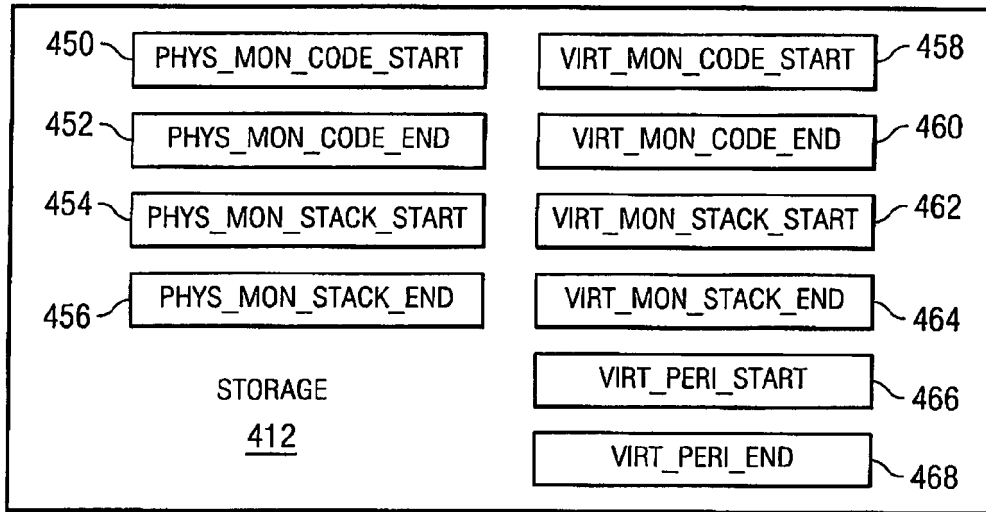 450 PHYS_MON_CODE_START VIRT_MON_CODE_START 458
452 PHYS_MON_CODE_END VIRT_MON_CODE_END 460
454 PHYS_MON_STACK_START VIRT_MON_STACK_START 462
456 PHYS_MON_STACK_END VIRT_MON_STACK_END 464
VIRT_PERI_START 466
STORAGE
412
VIRT_PERI_END 468